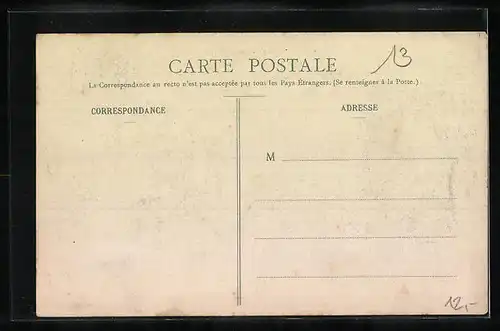 CARTE POSTALE
13
La Correspondance au recto n'est pas acceptée par tous les Pays Étrangers. (Se renseigner à la Poste.)
CORRESPONDANCE
ADRESSE
M
12,-